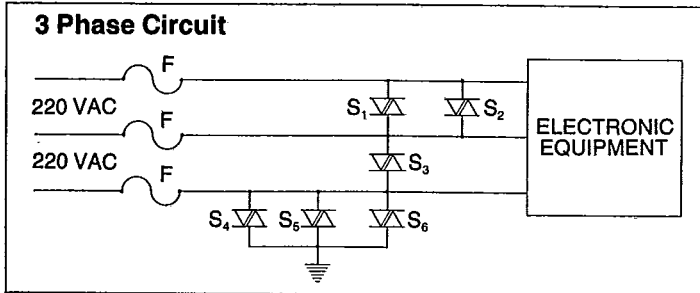 3 Phase Circuit
F
220 VAC
F
220 VAC
F
S1
S2
S3
S4
S5
S6
ELECTRONIC
EQUIPMENT